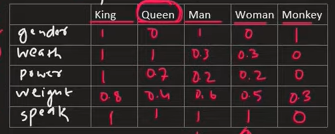 King Queen Man Woman Monkey
gender 1 0 1 0 1
weath 1 1 0.3 0.3 0
power 1 0.7 0.2 0.2 0
weight 0.8 0.4 0.6 0.5 0.3
speak 1 1 1 1 0